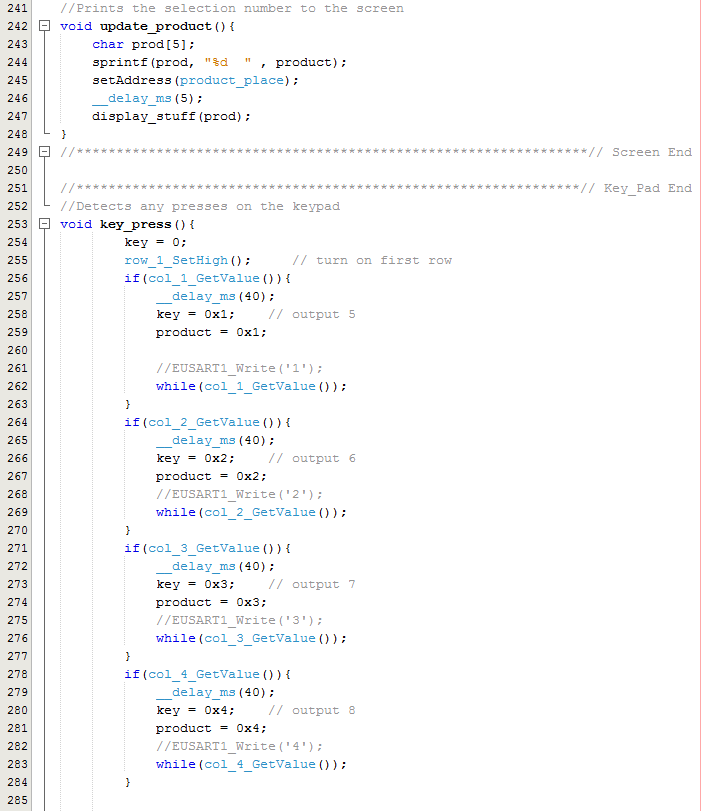 241 //Prints the selection number to the screen
242 void update_product(){
243 char prod[5];
244 sprintf(prod, "%d  " , product);
245 setAddress(product_place);
246 __delay_ms(5);
247 display_stuff(prod);
248 }
249 //****************************************************************// Screen End
250
251 //***************************************************************// Key_Pad End
252 //Detects any presses on the keypad
253 void key_press(){
254 key = 0;
255 row_1_SetHigh();     // turn on first row
256 if(col_1_GetValue()){
257 __delay_ms(40);
258 key = 0x1;    // output 5
259 product = 0x1;
260
261 //EUSART1_Write('1');
262 while(col_1_GetValue());
263 }
264 if(col_2_GetValue()){
265 __delay_ms(40);
266 key = 0x2;    // output 6
267 product = 0x2;
268 //EUSART1_Write('2');
269 while(col_2_GetValue());
270 }
271 if(col_3_GetValue()){
272 __delay_ms(40);
273 key = 0x3;    // output 7
274 product = 0x3;
275 //EUSART1_Write('3');
276 while(col_3_GetValue());
277 }
278 if(col_4_GetValue()){
279 __delay_ms(40);
280 key = 0x4;    // output 8
281 product = 0x4;
282 //EUSART1_Write('4');
283 while(col_4_GetValue());
284 }
285